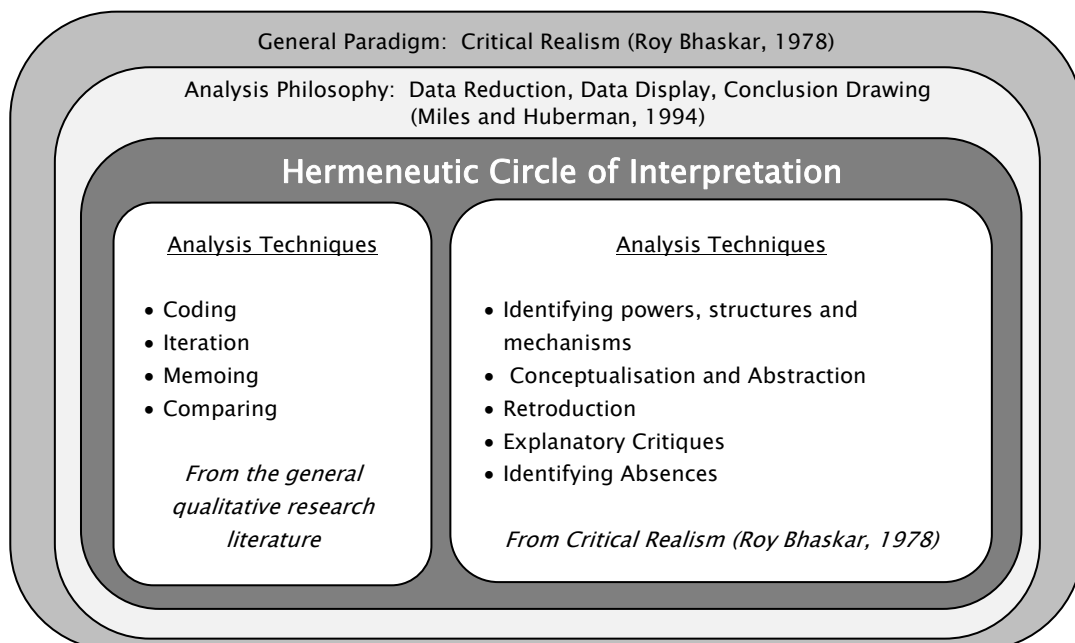 General Paradigm: Critical Realism (Roy Bhaskar, 1978)
Analysis Philosophy: Data Reduction, Data Display, Conclusion Drawing
(Miles and Huberman, 1994)
Hermeneutic Circle of Interpretation
Analysis Techniques
• Coding
• Iteration
• Memoing
• Comparing
From the general
qualitative research
literature
Analysis Techniques
• Identifying powers, structures and
mechanisms
• Conceptualisation and Abstraction
• Retroduction
• Explanatory Critiques
• Identifying Absences
From Critical Realism (Roy Bhaskar, 1978)